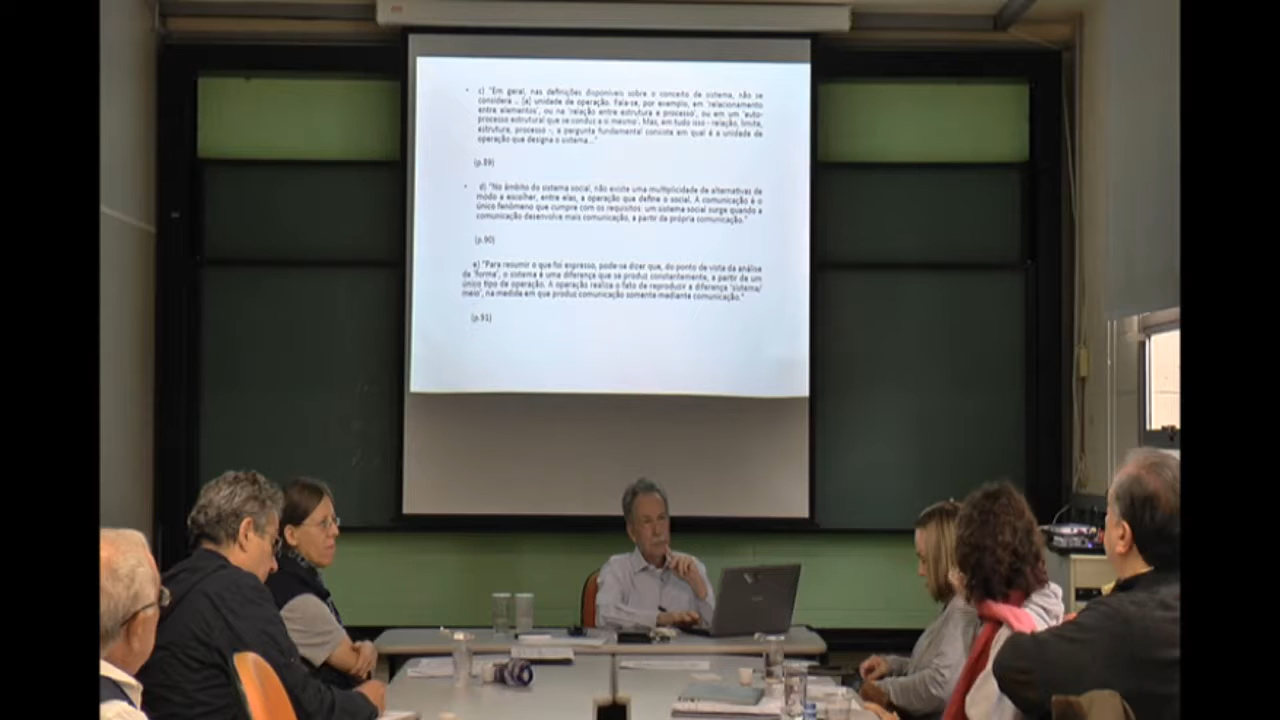 • c) "Em geral, nas definições disponíveis sobre o conceito de sistema, não se
considera ... [a] unidade de operação. Fala-se, por exemplo, em 'relacionamento
entre elementos', ou na 'relação entre estrutura e processo', ou em um 'auto-
processo estrutural que se conduz a si mesmo'. Mas, em tudo isso - relação, limite,
estrutura, processo -, a pergunta fundamental consiste em qual é a unidade de
operação que designa o sistema..."
(p.89)
• d) "No âmbito do sistema social, não existe uma multiplicidade de alternativas de
modo a escolher, entre elas, a operação que define o social. A comunicação é o
único fenômeno que cumpre com os requisitos: um sistema social surge quando a
comunicação desenvolve mais comunicação, a partir da própria comunicação."
(p.90)
e) "Para resumir o que foi expresso, pode-se dizer que, do ponto de vista da análise
da 'forma', o sistema é uma diferença que se produz constantemente, a partir de um
único tipo de operação. A operação realiza o fato de reproduzir a diferença 'sistema/
meio', na medida em que produz comunicação somente mediante comunicação."
(p.91)